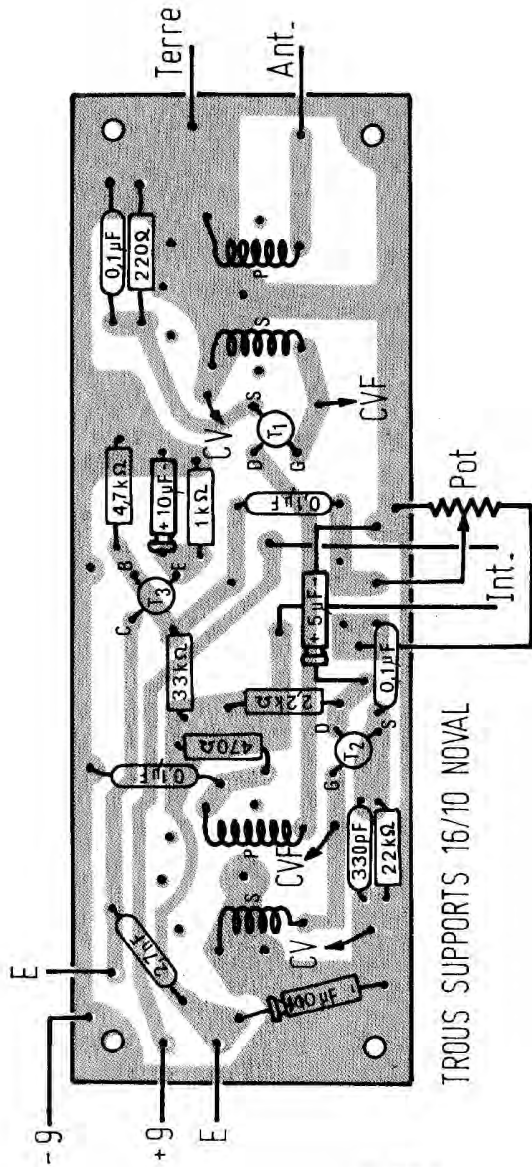 -9
+9
E
E
Terre
Ant.
0,1µF
220Ω
4,7kΩ
+ 10µF -
1kΩ
B
C
E
T3
33kΩ
0,1µF
470Ω
2,2kΩ
2,7nF
P
S
P
S
CV
CVF
CV
CVF
D
S
G
T1
0,1µF
+ 5µF -
0,1µF
D
G
S
T2
330pF
22kΩ
100µF -
Int.
Pot
TROUS SUPPORTS 16/10 NOVAL